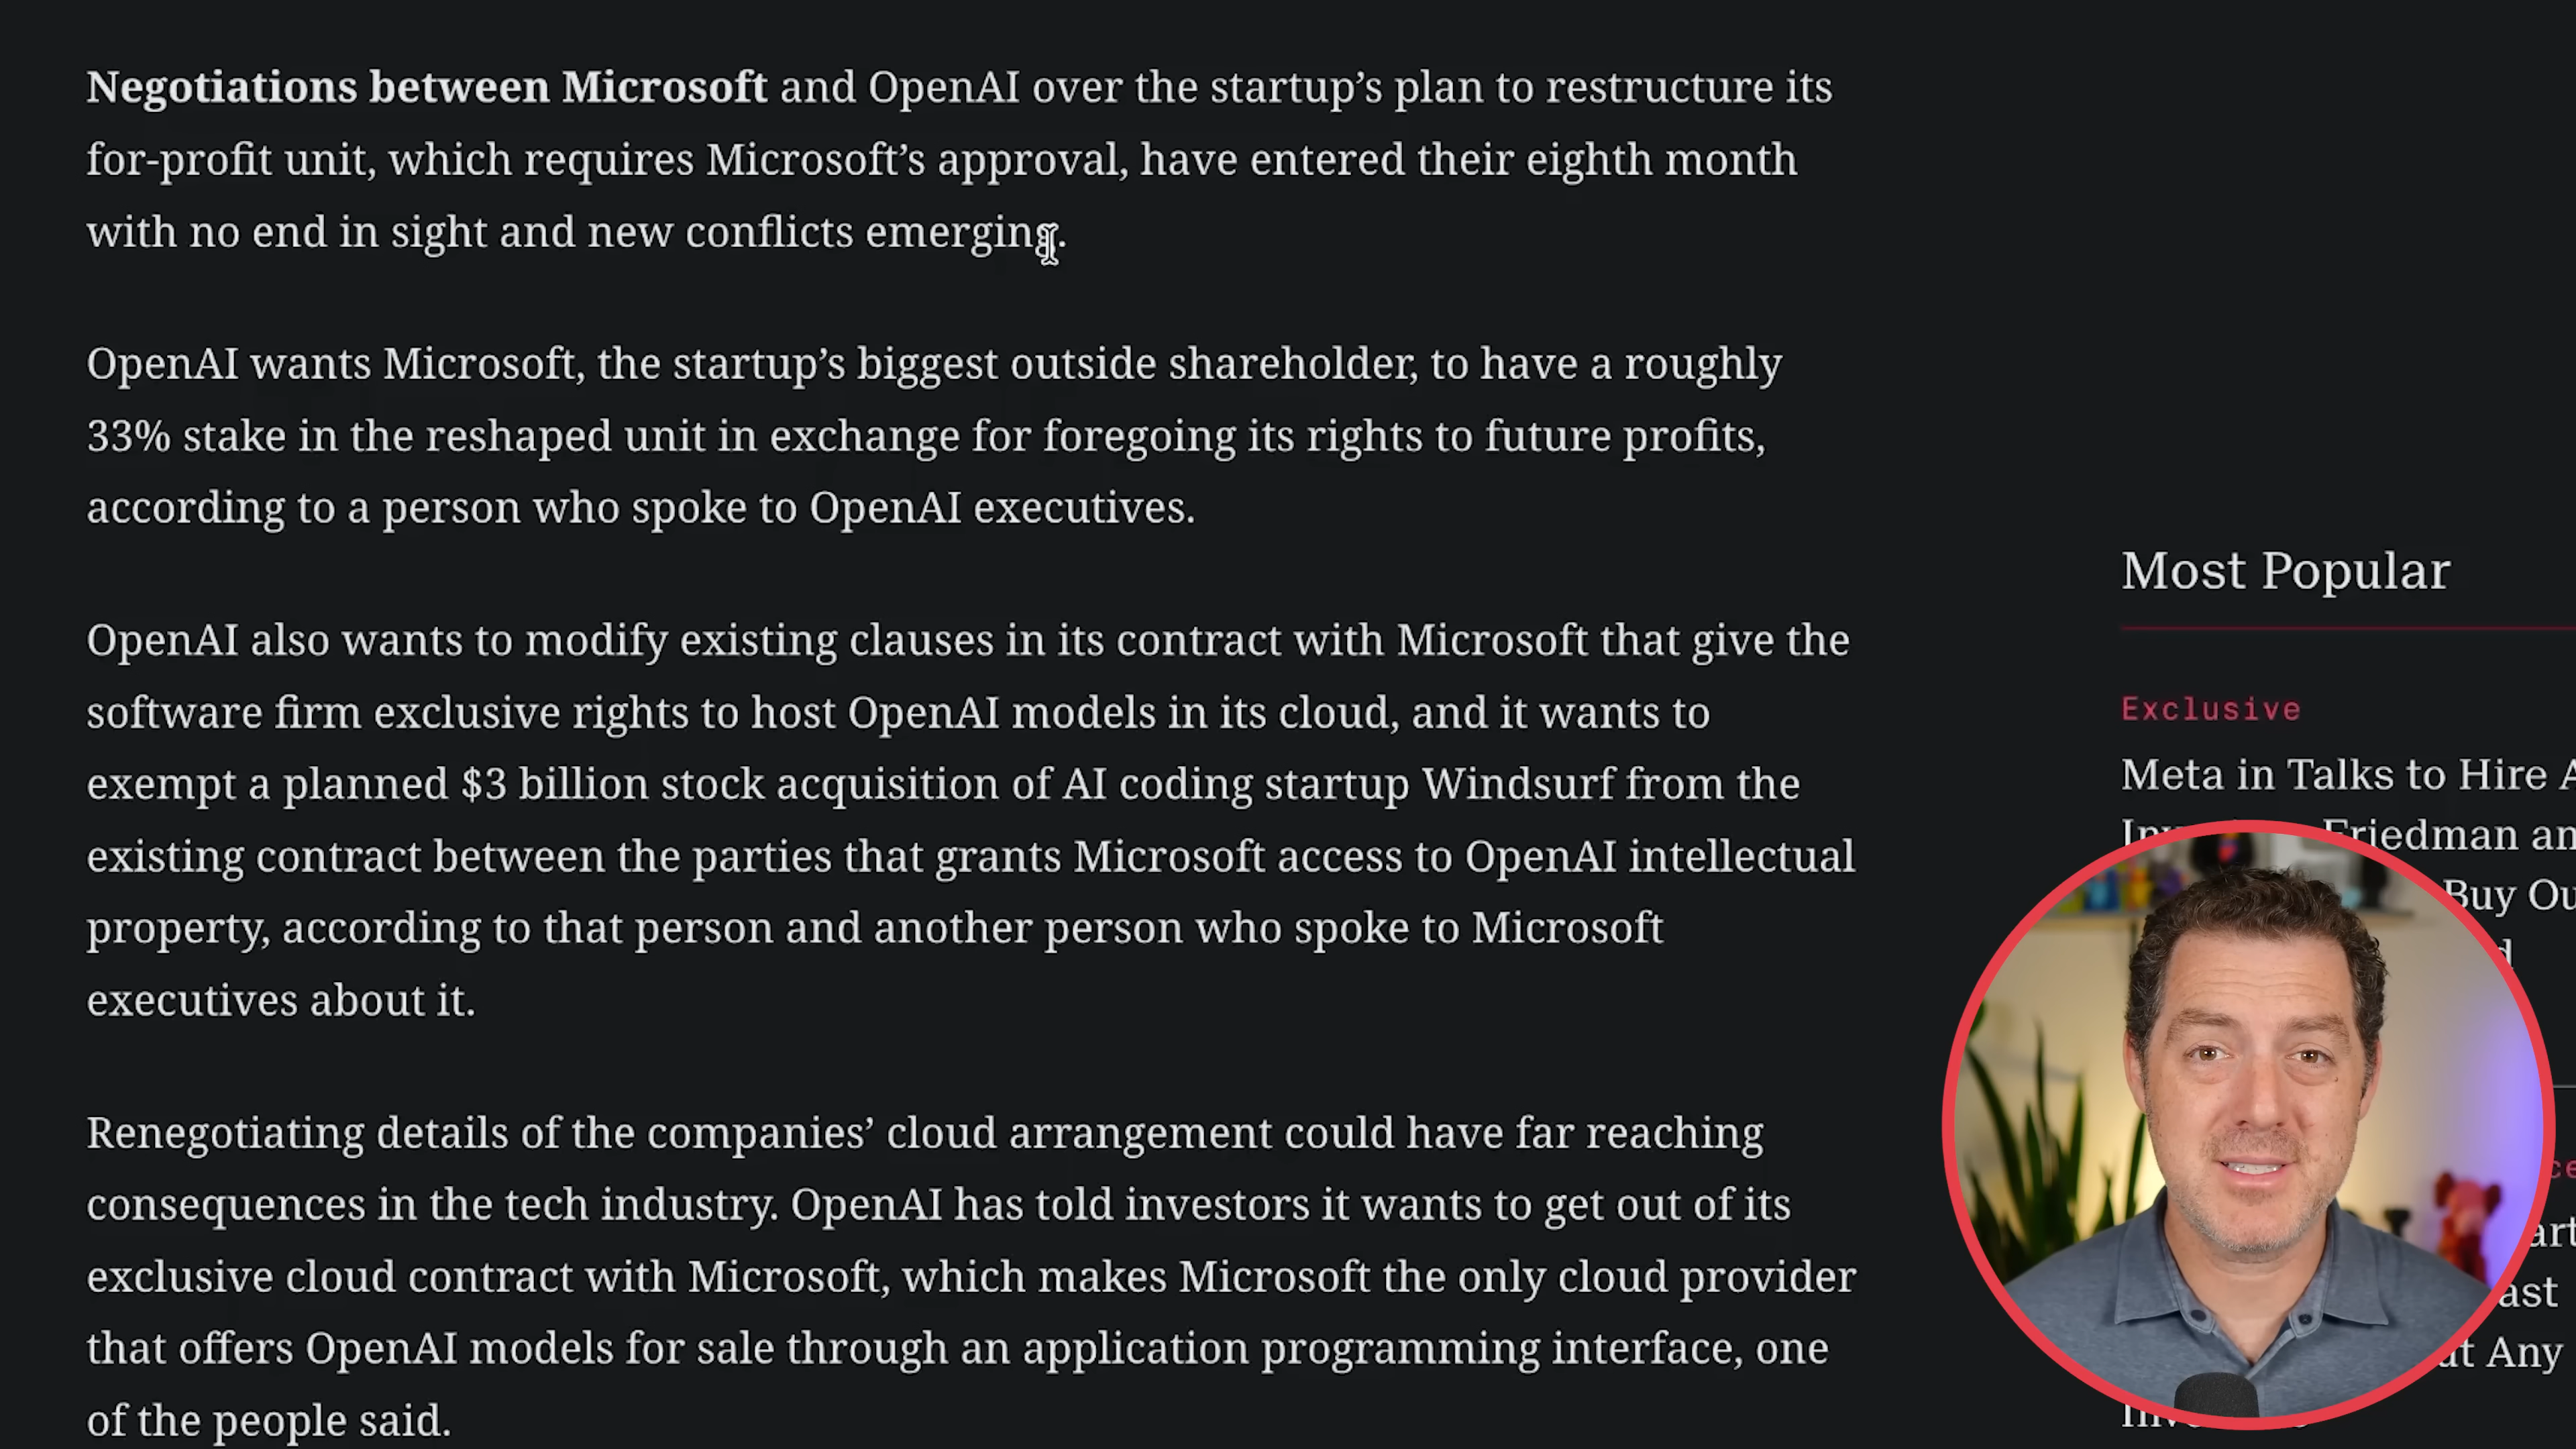 Negotiations between Microsoft and OpenAI over the startup’s plan to restructure its
for-profit unit, which requires Microsoft’s approval, have entered their eighth month
with no end in sight and new conflicts emerging.
OpenAI wants Microsoft, the startup’s biggest outside shareholder, to have a roughly
33% stake in the reshaped unit in exchange for foregoing its rights to future profits,
according to a person who spoke to OpenAI executives.
OpenAI also wants to modify existing clauses in its contract with Microsoft that give the
software firm exclusive rights to host OpenAI models in its cloud, and it wants to
exempt a planned $3 billion stock acquisition of AI coding startup Windsurf from the
existing contract between the parties that grants Microsoft access to OpenAI intellectual
property, according to that person and another person who spoke to Microsoft
executives about it.
Renegotiating details of the companies’ cloud arrangement could have far reaching
consequences in the tech industry. OpenAI has told investors it wants to get out of its
exclusive cloud contract with Microsoft, which makes Microsoft the only cloud provider
that offers OpenAI models for sale through an application programming interface, one
of the people said.
Most Popular
Exclusive
Meta in Talks to Hire
Friedman
Buy
Any